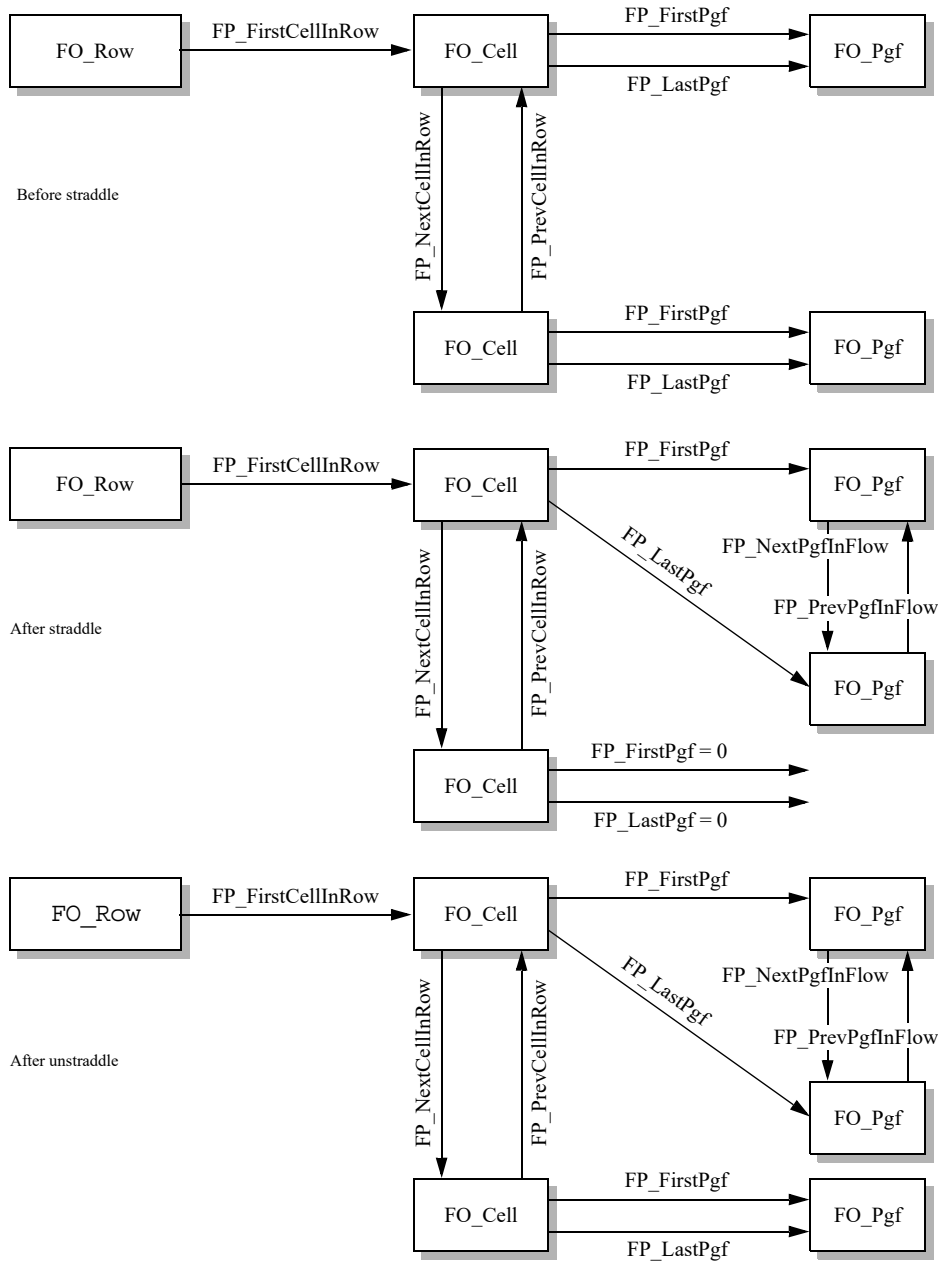 FP_FirstPgf
FP_FirstCellInRow
FO_Row
FO_Cell
FO_Pgf
FP_LastPgf
FP_NextCellInRow
FP_PrevCellInRow
Before straddle
FP_FirstPgf
FO_Cell
FO_Pgf
FP_LastPgf
FP_FirstPgf
FP_FirstCellInRow
FO_Row
FO_Cell
FO_Pgf
FP_LastPgf
FP_NextPgfInFlow
FP_NextCellInRow
FP_PrevCellInRow
FP_PrevPgfInFlow
After straddle
FO_Pgf
FP_FirstPgf = 0
FO_Cell
FP_LastPgf = 0
FP_FirstPgf
FP_FirstCellInRow
FO_Row
FO_Cell
FO_Pgf
FP_LastPgf
FP_NextPgfInFlow
FP_NextCellInRow
FP_PrevCellInRow
FP_PrevPgfInFlow
After unstraddle
FO_Pgf
FP_FirstPgf
FO_Cell
FO_Pgf
FP_LastPgf